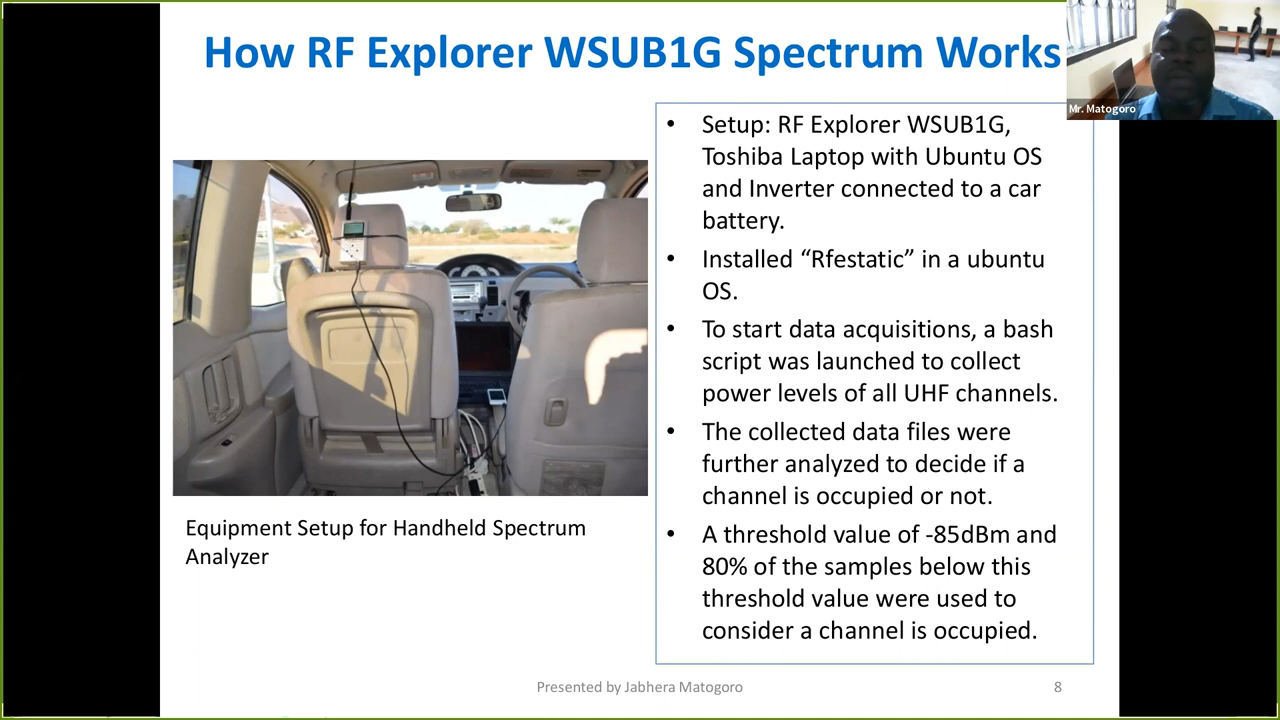 How RF Explorer WSUB1G Spectrum Works
Mr. Matogoro
• Setup: RF Explorer WSUB1G,
Toshiba Laptop with Ubuntu OS
and Inverter connected to a car
battery.
• Installed “Rfestatic” in a ubuntu
OS.
• To start data acquisitions, a bash
script was launched to collect
power levels of all UHF channels.
• The collected data files were
further analyzed to decide if a
channel is occupied or not.
• A threshold value of -85dBm and
80% of the samples below this
threshold value were used to
consider a channel is occupied.
Equipment Setup for Handheld Spectrum
Analyzer
Presented by Jabhera Matogoro
8